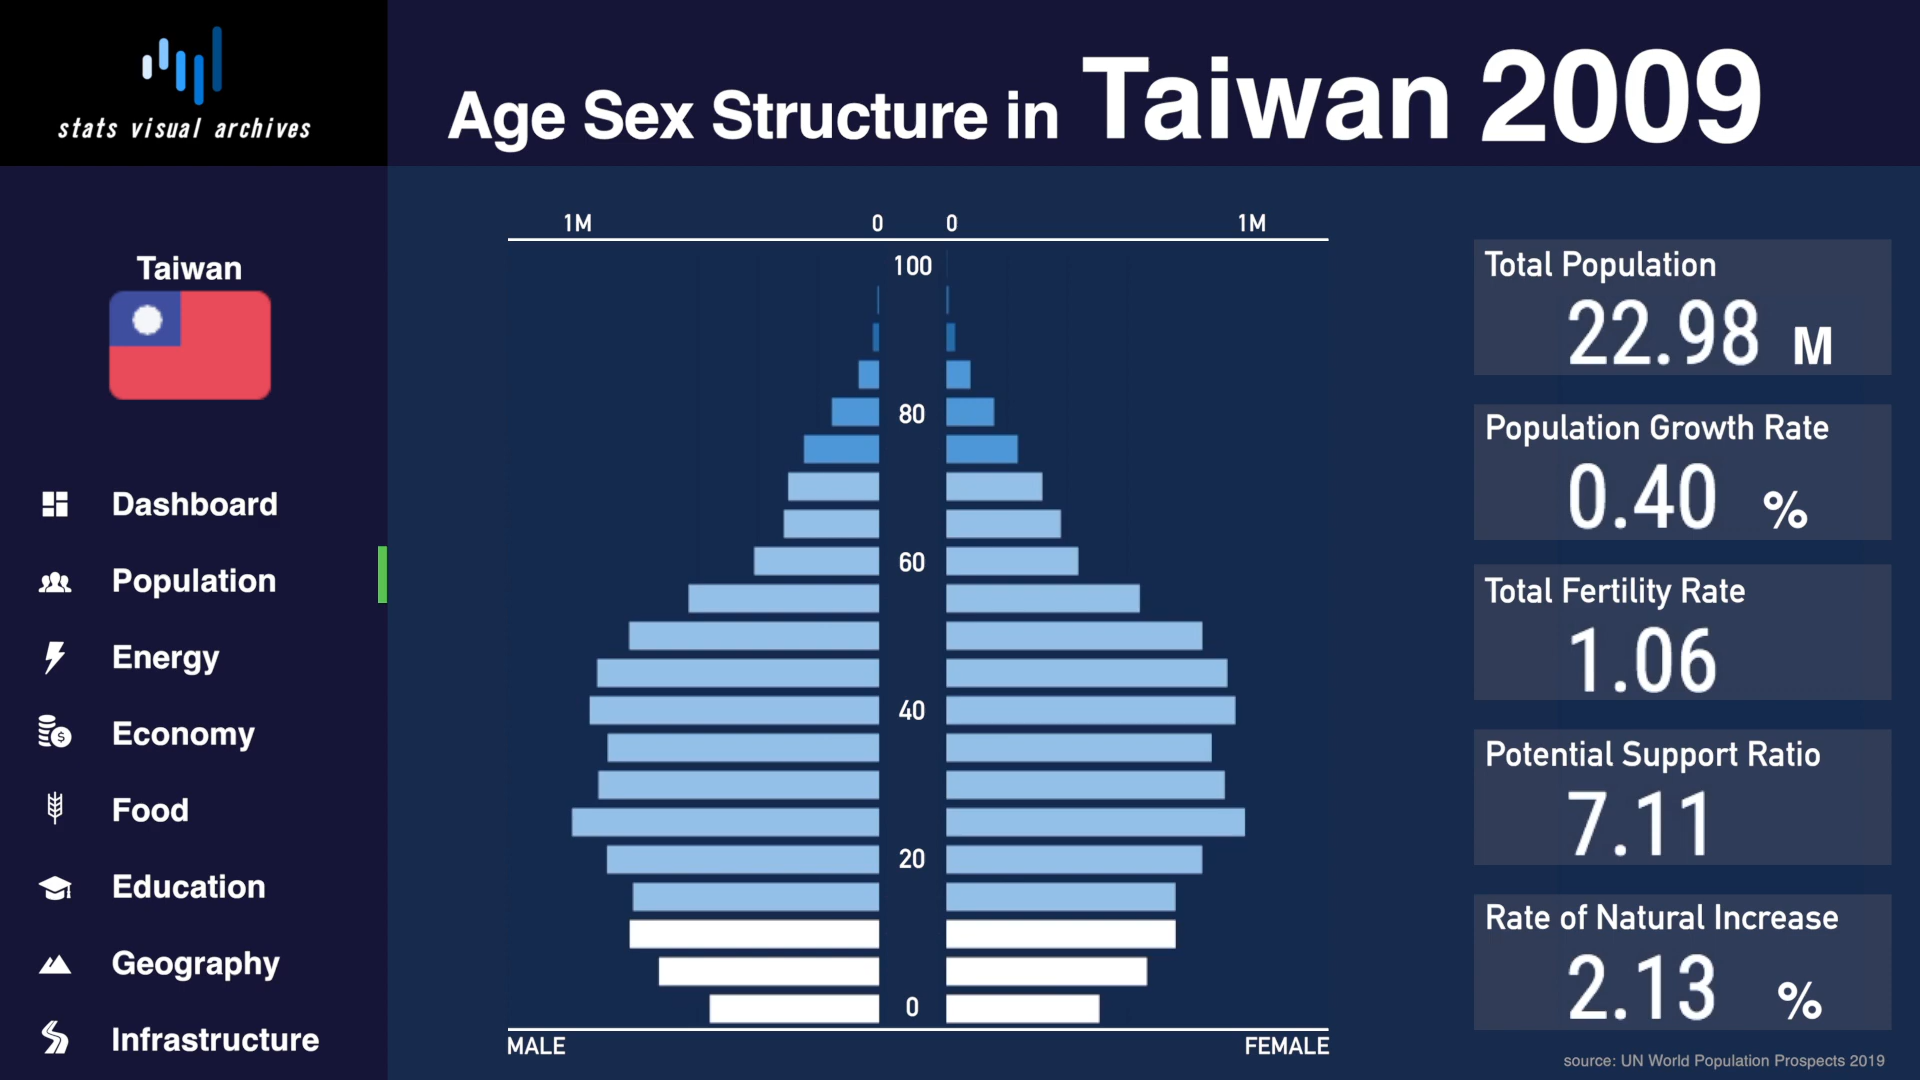 stats visual archives
Age Sex Structure in Taiwan 2009
Taiwan
Dashboard
Population
Energy
Economy
Food
Education
Geography
Infrastructure
1M 0 0 1M
100
80
60
40
20
0
MALE FEMALE
Total Population
22.98 M
Population Growth Rate
0.40 %
Total Fertility Rate
1.06
Potential Support Ratio
7.11
Rate of Natural Increase
2.13 %
source: UN World Population Prospects 2019